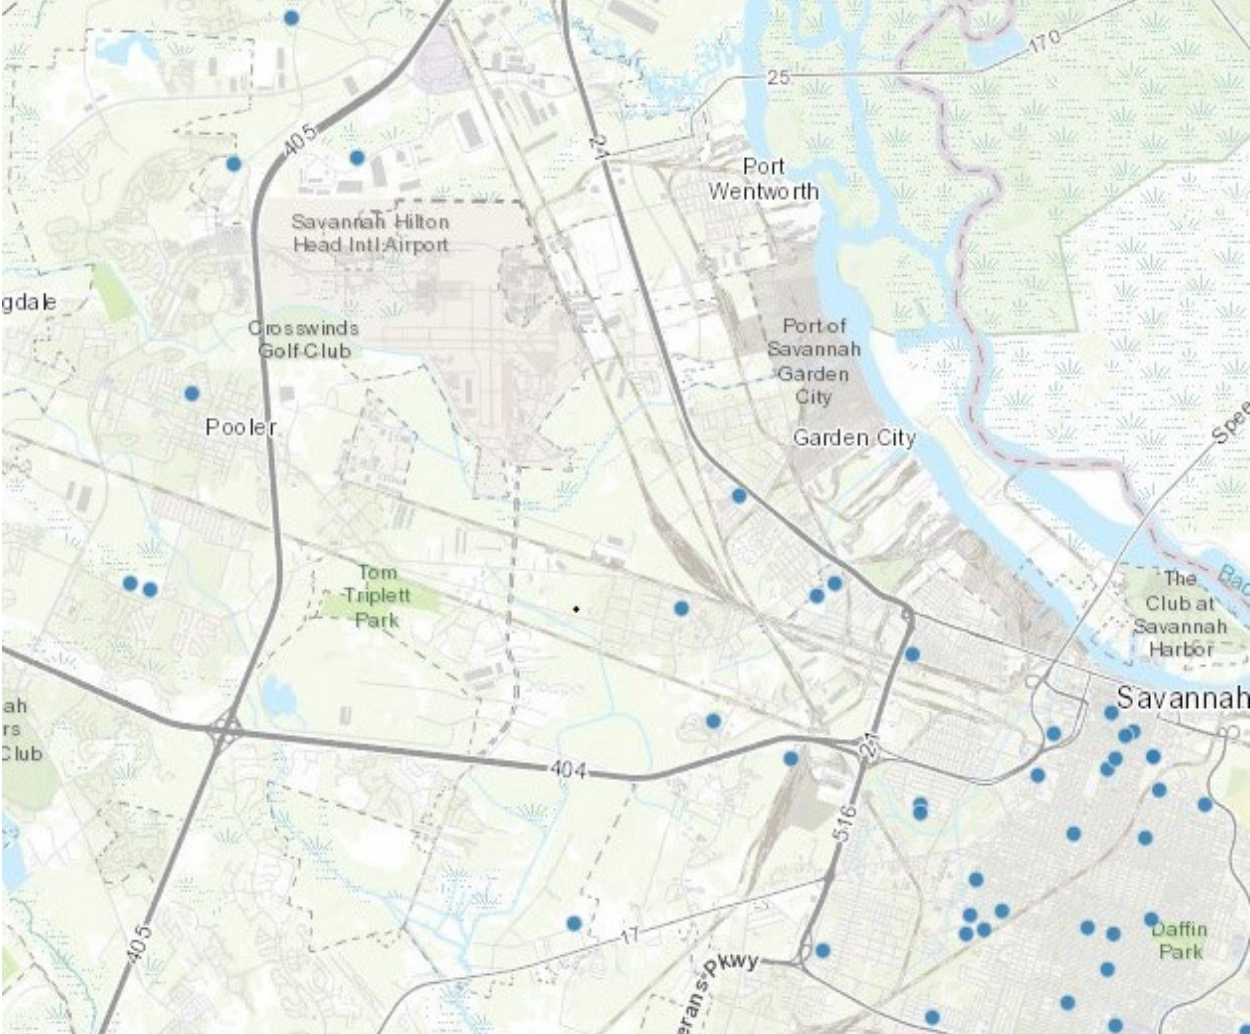 170
25
405
21
Port
Wentworth
Savannah Hilton
Head Intl Airport
gdale
Crosswinds
Golf Club
Port of
Savannah
Garden
City
Pooler
Garden City
Spee
Tom
Triplett
Park
The
Club at
Savannah
Harbor
Bac
Savannah
ah
rs
Club
404
21
516
405
17
Daffin
Park
erans Pkwy